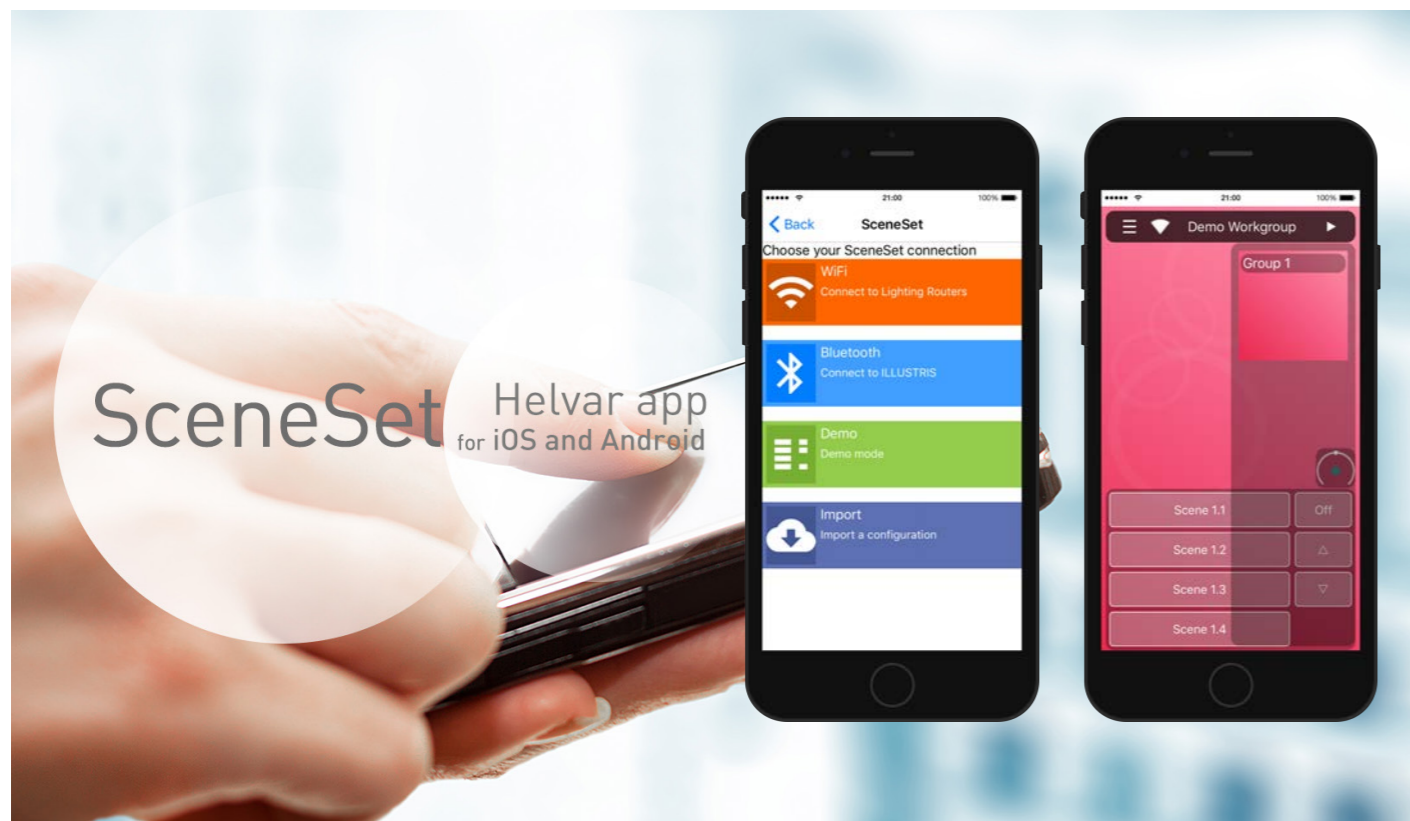 SceneSet
Helvar app
for iOS and Android
21:00
100%
Back
SceneSet
Choose your SceneSet connection
WiFi
Connect to Lighting Routers
Bluetooth
Connect to ILLUSTRIS
Demo
Demo mode
Import
Import a configuration
21:00
100%
Demo Workgroup
Group 1
Scene 1.1
Off
Scene 1.2
Scene 1.3
Scene 1.4